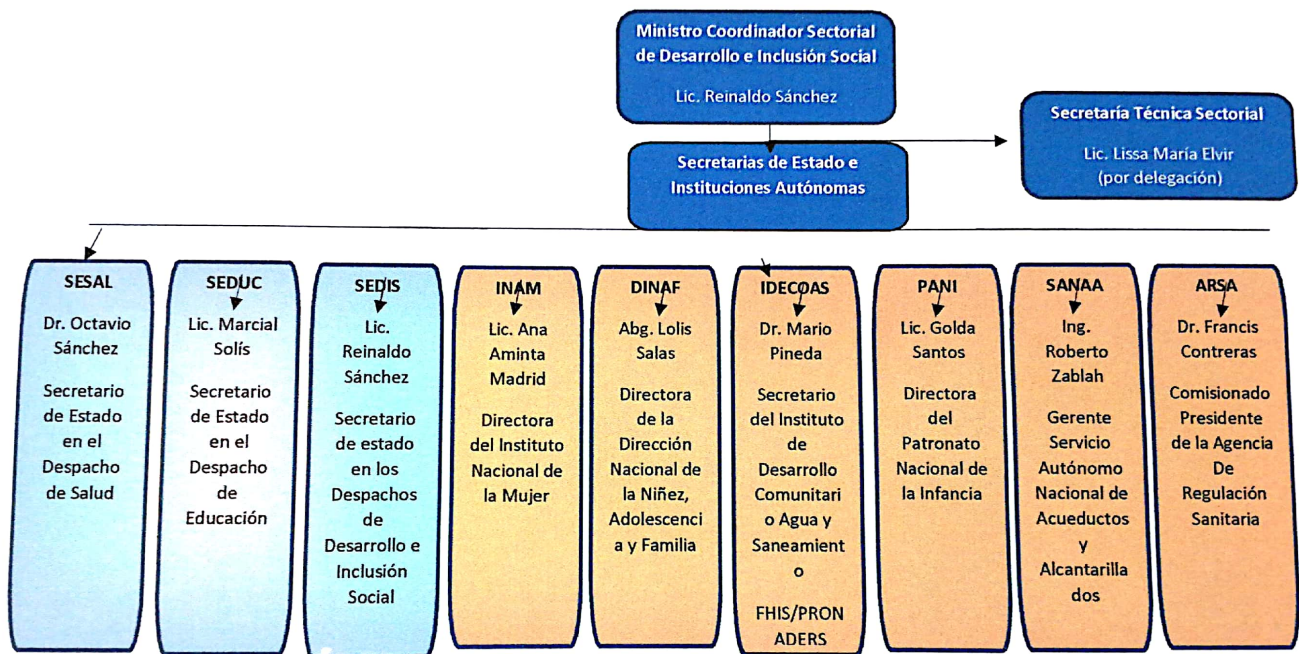 Ministro Coordinador Sectorial
de Desarrollo e Inclusión Social
Lic. Reinaldo Sánchez
Secretaría Técnica Sectorial
Lic. Lissa María Elvir
(por delegación)
Secretarias de Estado e
Instituciones Autónomas
SESAL
Dr. Octavio
Sánchez
Secretario
de Estado
en el
Despacho
de Salud
SEDUC
Lic. Marcial
Solís
Secretario
de Estado
en el
Despacho
de
Educación
SEDIS
Lic.
Reinaldo
Sánchez
Secretario
de estado
en los
Despachos
de
Desarrollo e
Inclusión
Social
INAM
Lic. Ana
Aminta
Madrid
Directora
del Instituto
Nacional de
la Mujer
DINAF
Abg. Lolis
Salas
Directora
de la
Dirección
Nacional de
la Niñez,
Adolescenci
a y Familia
IDECOAS
Dr. Mario
Pineda
Secretario
del Instituto
de
Desarrollo
Comunitari
o Agua y
Saneamient
o
FHIS/PRON
ADERS
PANI
Lic. Golda
Santos
Directora
del
Patronato
Nacional de
la Infancia
SANAA
Ing.
Roberto
Zablah
Gerente
Servicio
Autónomo
Nacional de
Acueductos
y
Alcantarilla
dos
ARSA
Dr. Francis
Contreras
Comisionado
Presidente
de la Agencia
De
Regulación
Sanitaria